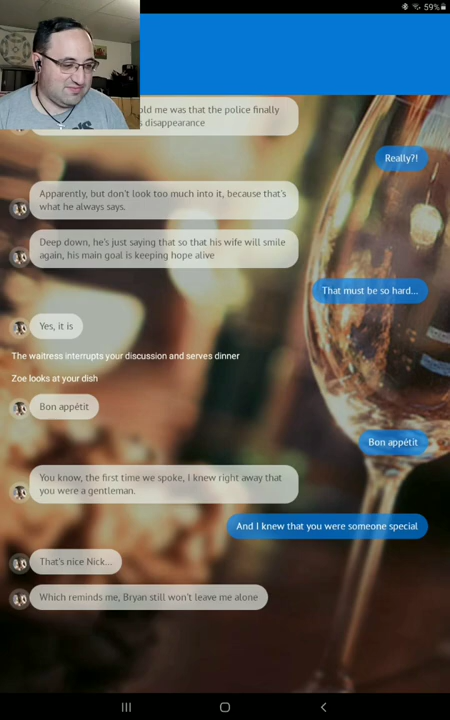 59%
old me was that the police finally
s disappearance
Really?!
Apparently, but don't look too much into it, because that's
what he always says.
Deep down, he's just saying that so that his wife will smile
again, his main goal is keeping hope alive
That must be so hard...
Yes, it is
The waitress interrupts your discussion and serves dinner
Zoe looks at your dish
Bon appétit
Bon appétit
You know, the first time we spoke, I knew right away that
you were a gentleman.
And I knew that you were someone special
That's nice Nick...
Which reminds me, Bryan still won't leave me alone